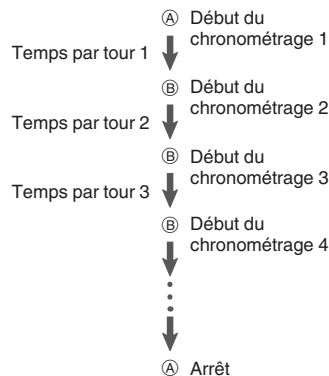 Ⓐ Début du
chronométrage 1
Temps par tour 1
Ⓑ Début du
chronométrage 2
Temps par tour 2
Ⓑ Début du
chronométrage 3
Temps par tour 3
Ⓑ Début du
chronométrage 4
Ⓐ Arrêt